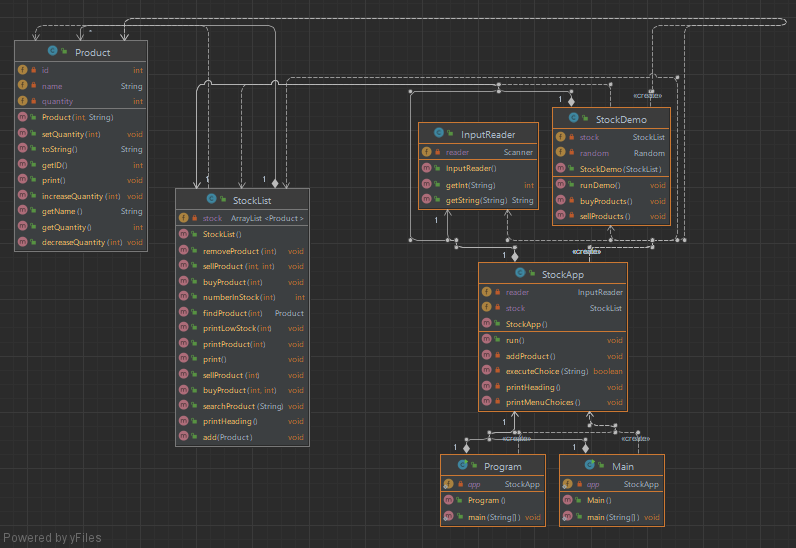 *
Product
id int
name String
quantity int
Product(int, String)
setQuantity(int) void
toString() String
getID() int
print() void
increaseQuantity(int) void
getName() String
getQuantity() int
decreaseQuantity(int) void
1
1
StockList
stock ArrayList <Product>
StockList()
removeProduct(int) void
sellProduct(int, int) void
buyProduct(int) void
numberInStock(int) int
findProduct(int) Product
printLowStock(int) void
printProduct(int) void
print() void
sellProduct(int) void
buyProduct(int, int) void
searchProduct(String) void
printHeading() void
add(Product) void
InputReader
reader Scanner
InputReader()
getInt(String) int
getString(String) String
1
1
«create»
StockDemo
stock StockList
random Random
StockDemo(StockList)
runDemo() void
buyProducts() void
sellProducts() void
1
«create»
StockApp
reader InputReader
stock StockList
StockApp()
run() void
addProduct() void
executeChoice(String) boolean
printHeading() void
printMenuChoices() void
1
«create»
1
«create»
Program
app StockApp
Program()
main(String[]) void
Main
app StockApp
Main()
main(String[]) void
Powered by yFiles